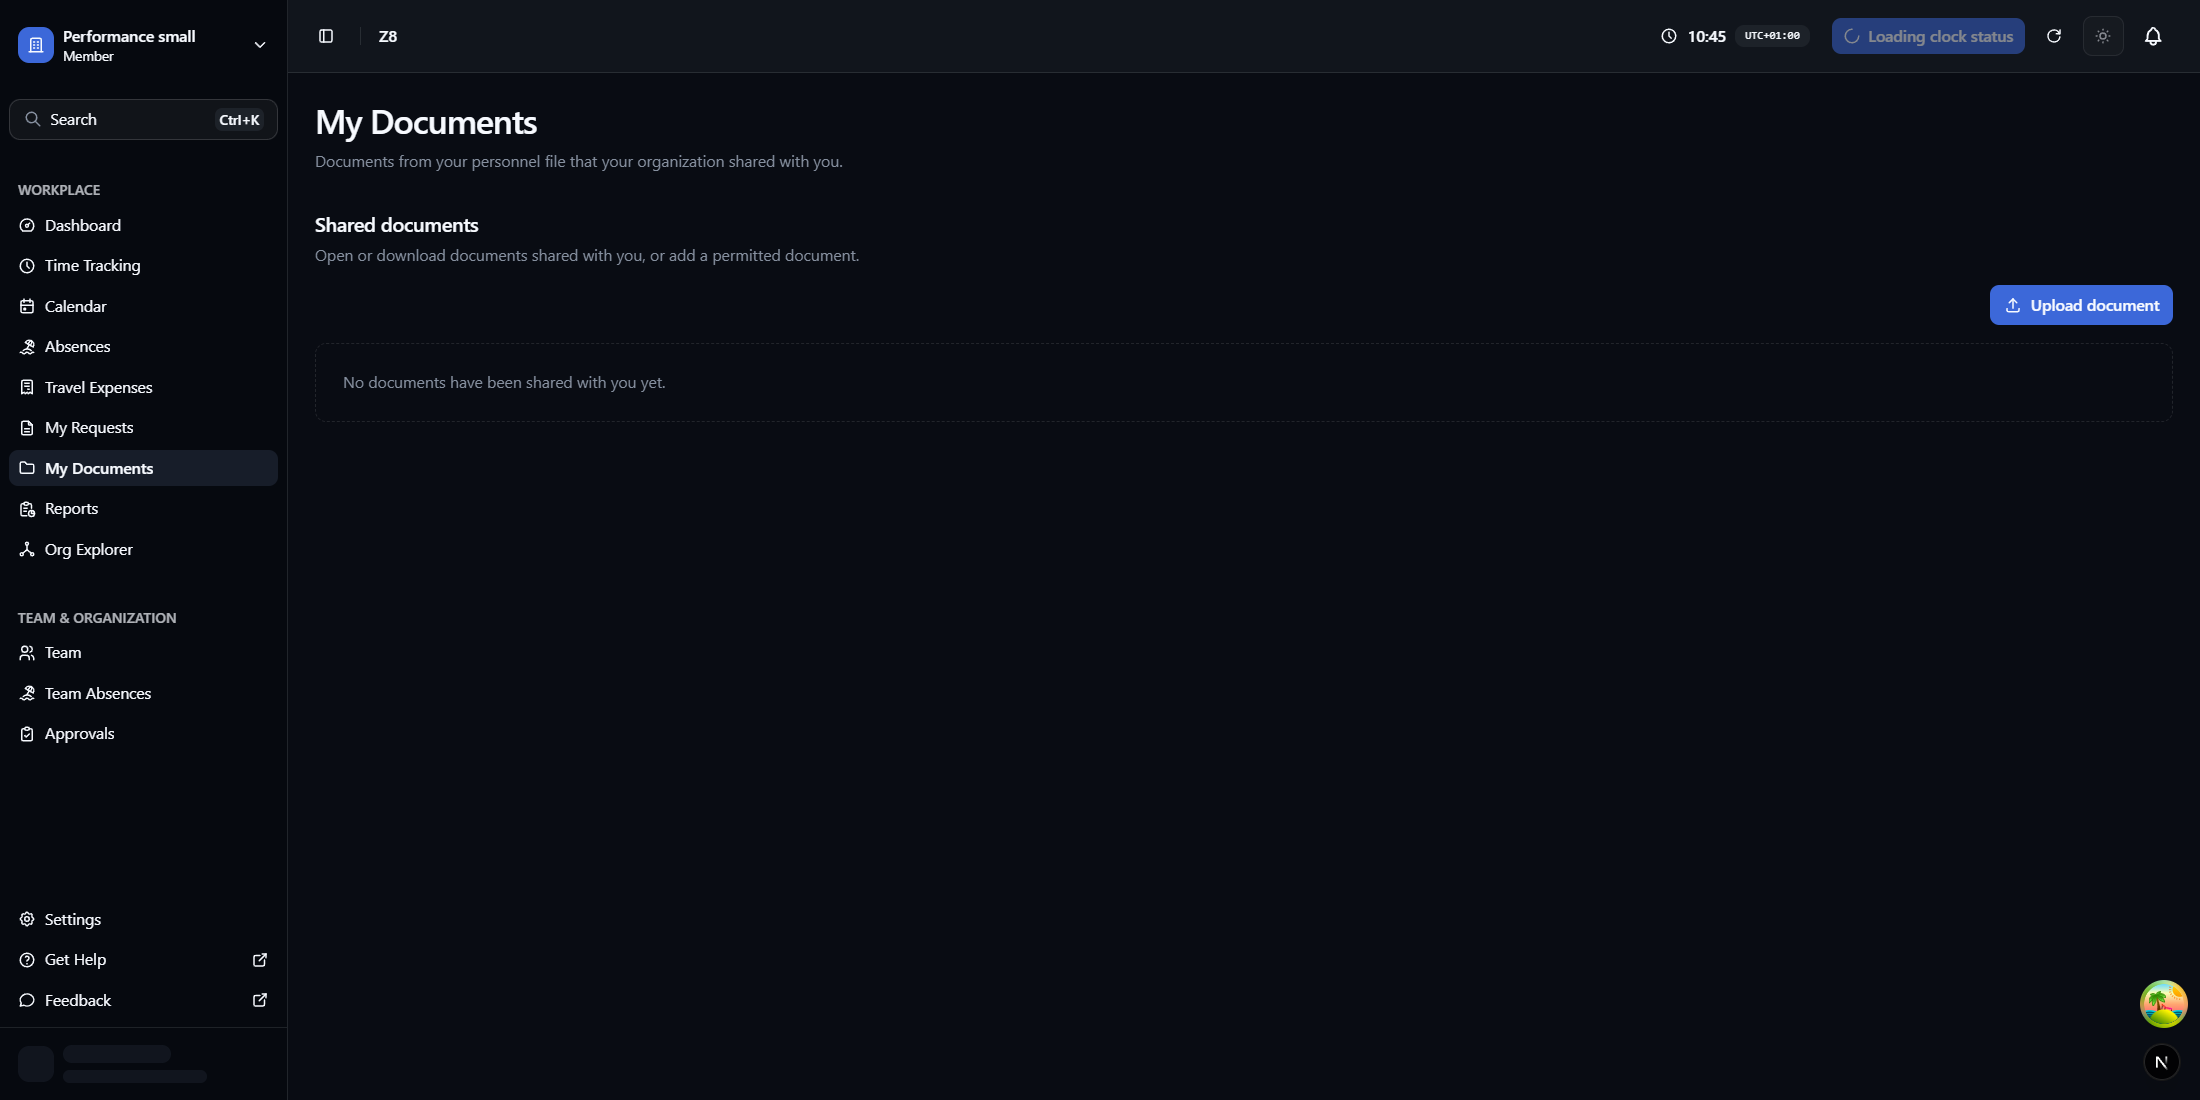 Performance small
Member
Search
Ctrl+K
WORKPLACE
Dashboard
Time Tracking
Calendar
Absences
Travel Expenses
My Requests
My Documents
Reports
Org Explorer
TEAM & ORGANIZATION
Team
Team Absences
Approvals
Settings
Get Help
Feedback
Z8
10:45
UTC+01:00
Loading clock status
My Documents
Documents from your personnel file that your organization shared with you.
Shared documents
Open or download documents shared with you, or add a permitted document.
Upload document
No documents have been shared with you yet.
N